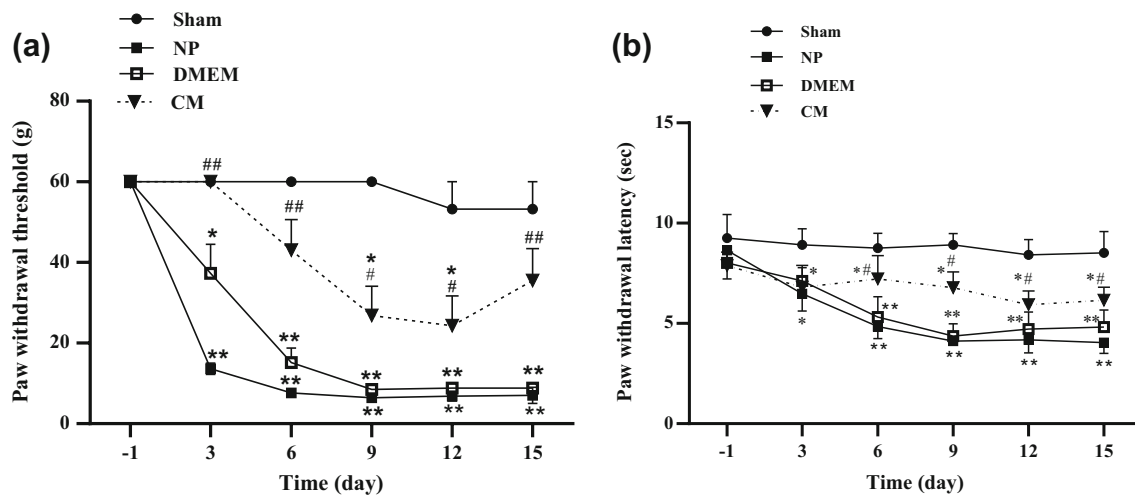 (a)
Sham
NP
DMEM
CM
Paw withdrawal threshold (g)
80
60
40
20
0
##
##
##
*
*
#
*
#
** ** ** ** **
** ** **
-1 3 6 9 12 15
Time (day)
(b)
Sham
NP
DMEM
CM
Paw withdrawal latency (sec)
15
10
5
0
* *# *# *# *#
* ** ** ** **
** ** ** **
-1 3 6 9 12 15
Time (day)